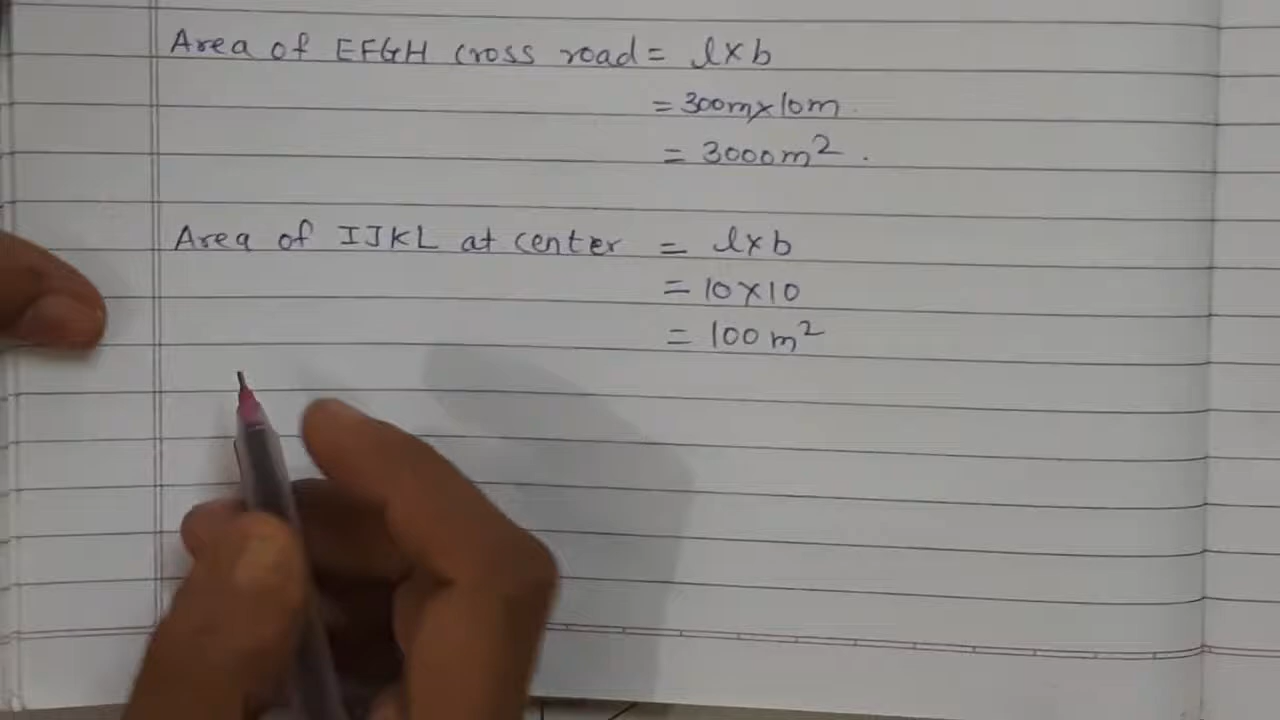 Area of EFGH cross road = l×b
= 300m×10m
= 3000m² .
Area of IJKL at center = l×b
= 10×10
= 100 m²